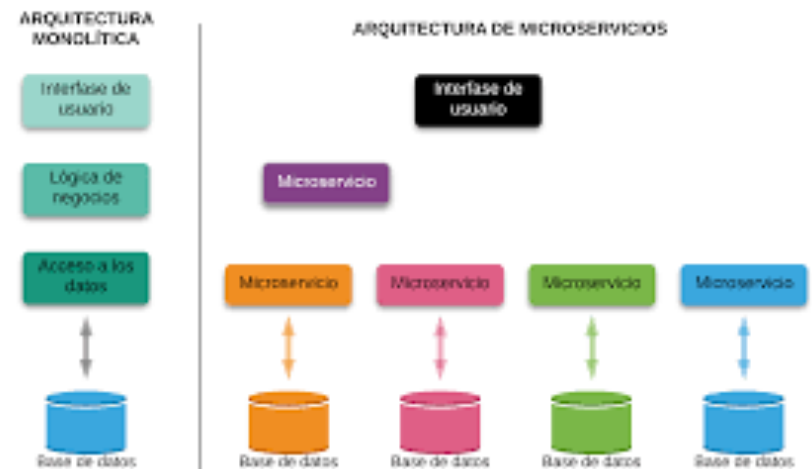 ARQUITECTURA
MONOLÍTICA
ARQUITECTURA DE MICROSERVICIOS
Interfase de
usuario
Interfase de
usuario
Lógica de
negocios
Microservicio
Acceso a los
datos
Microservicio
Microservicio
Microservicio
Microservicio
Base de datos
Base de datos
Base de datos
Base de datos
Base de datos